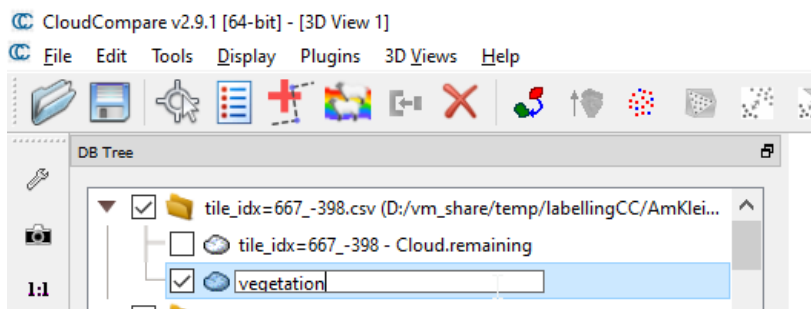 CloudCompare v2.9.1 [64-bit] - [3D View 1]
File Edit Tools Display Plugins 3D Views Help
DB Tree
tile_idx=667_-398.csv (D:/vm_share/temp/labellingCC/AmKlei...
tile_idx=667_-398 - Cloud.remaining
vegetation
1:1